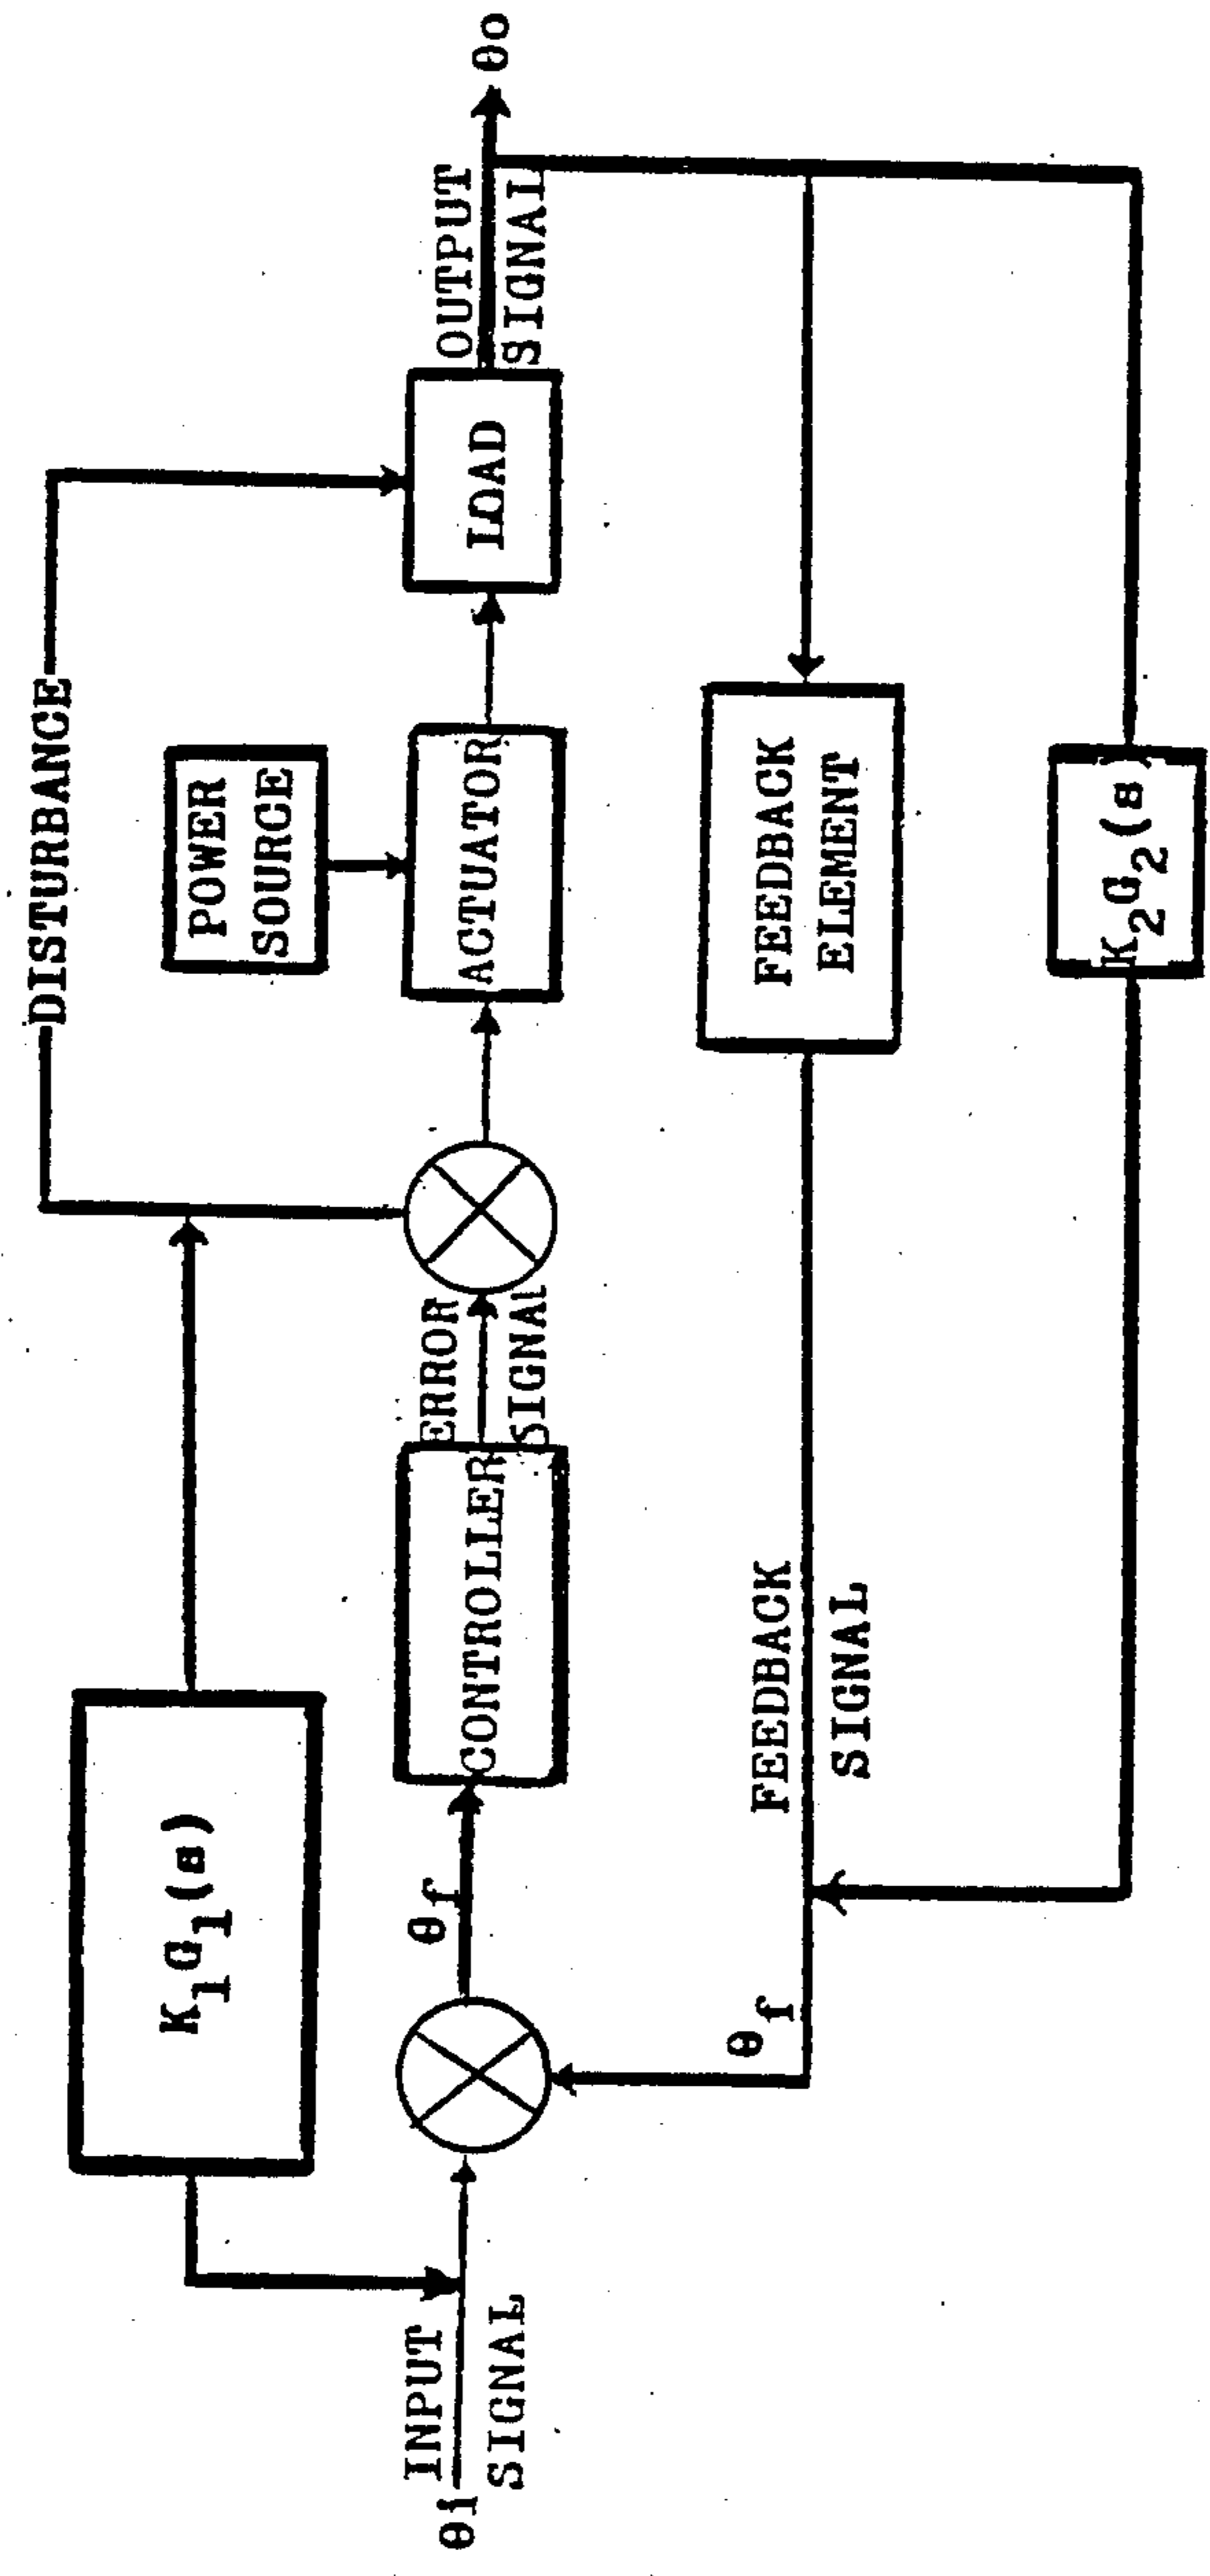 DISTURBANCE
K1G1(s)
POWER
SOURCE
θi
INPUT
SIGNAL
θf
CONTROLLER
ERROR
SIGNAL
ACTUATOR
LOAD
OUTPUT
SIGNAL
θo
θf
FEEDBACK
SIGNAL
FEEDBACK
ELEMENT
K2G2(s)